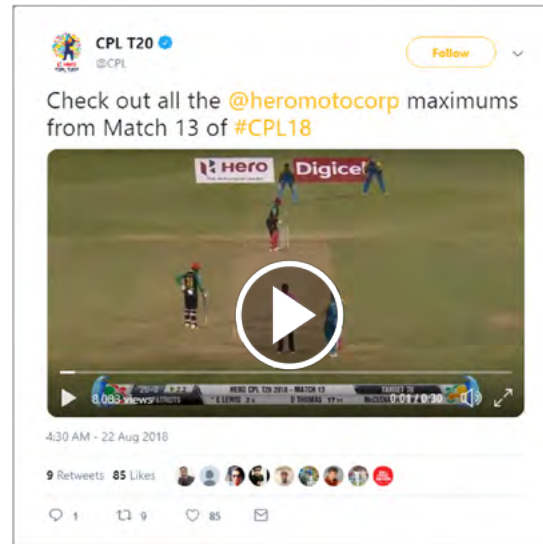 CPL T20
@CPL
Follow
Check out all the @heromotocorp maximums
from Match 13 of #CPL18
Hero
Digicel
8,083 views
0:01 / 0:30
HERO CPL T20 2018 - MATCH 13
PATRIOTS
E LEWIS
D THOMAS 17
4:30 AM - 22 Aug 2018
9 Retweets 85 Likes
1 9 85